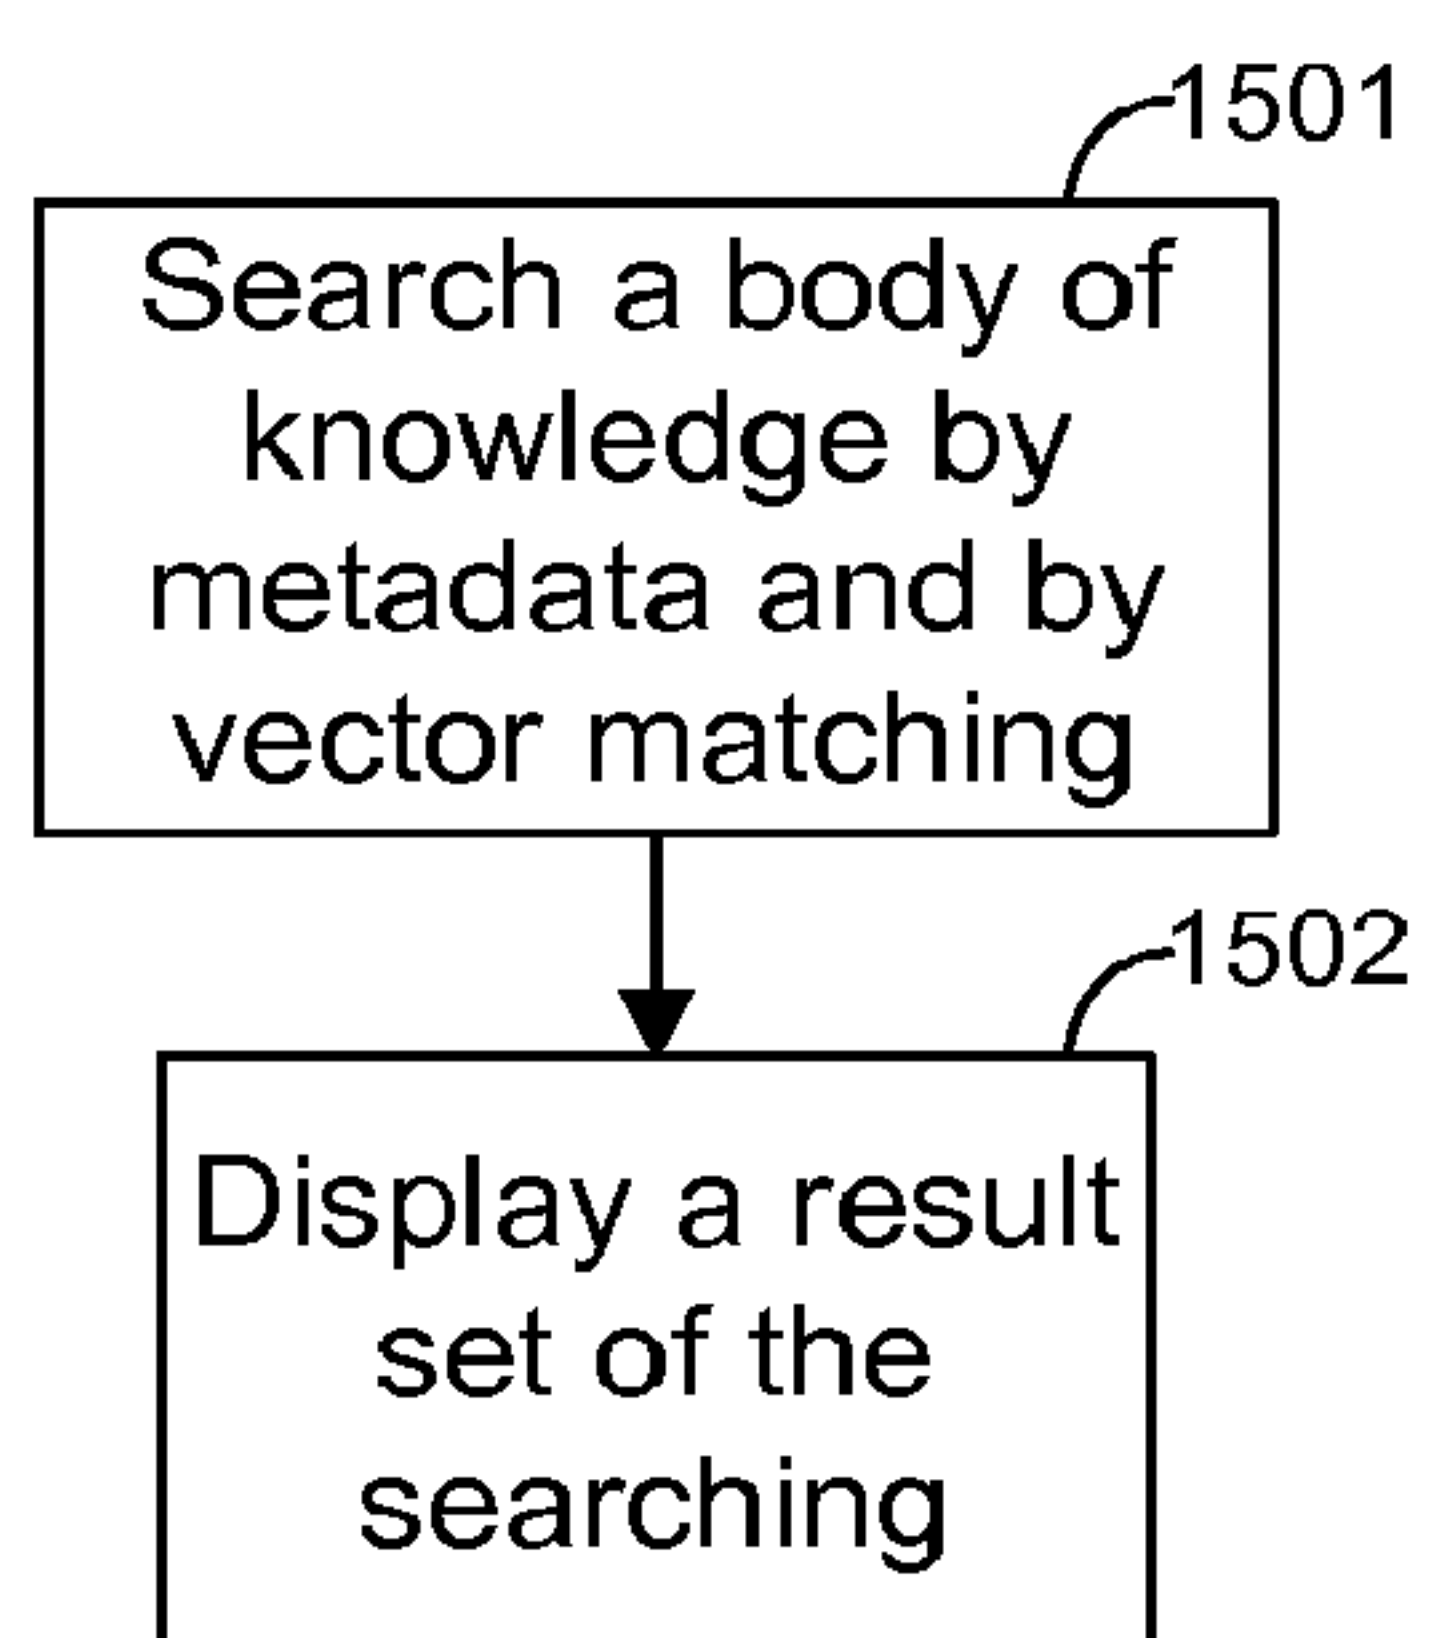 1501
Search a body of
knowledge by
metadata and by
vector matching
1502
Display a result
set of the
searching